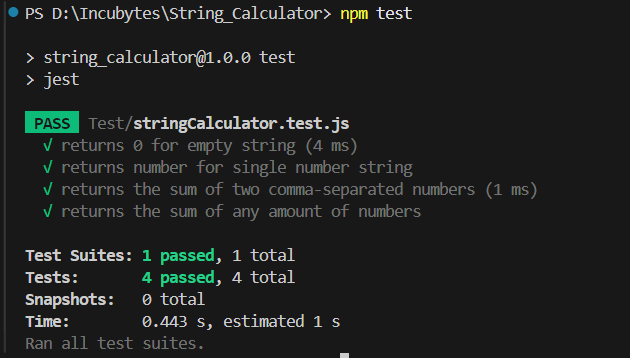 PS D:\Incubytes\String_Calculator> npm test
> string_calculator@1.0.0 test
> jest
PASS Test/stringCalculator.test.js
√ returns 0 for empty string (4 ms)
√ returns number for single number string
√ returns the sum of two comma-separated numbers (1 ms)
√ returns the sum of any amount of numbers
Test Suites: 1 passed, 1 total
Tests: 4 passed, 4 total
Snapshots: 0 total
Time: 0.443 s, estimated 1 s
Ran all test suites.